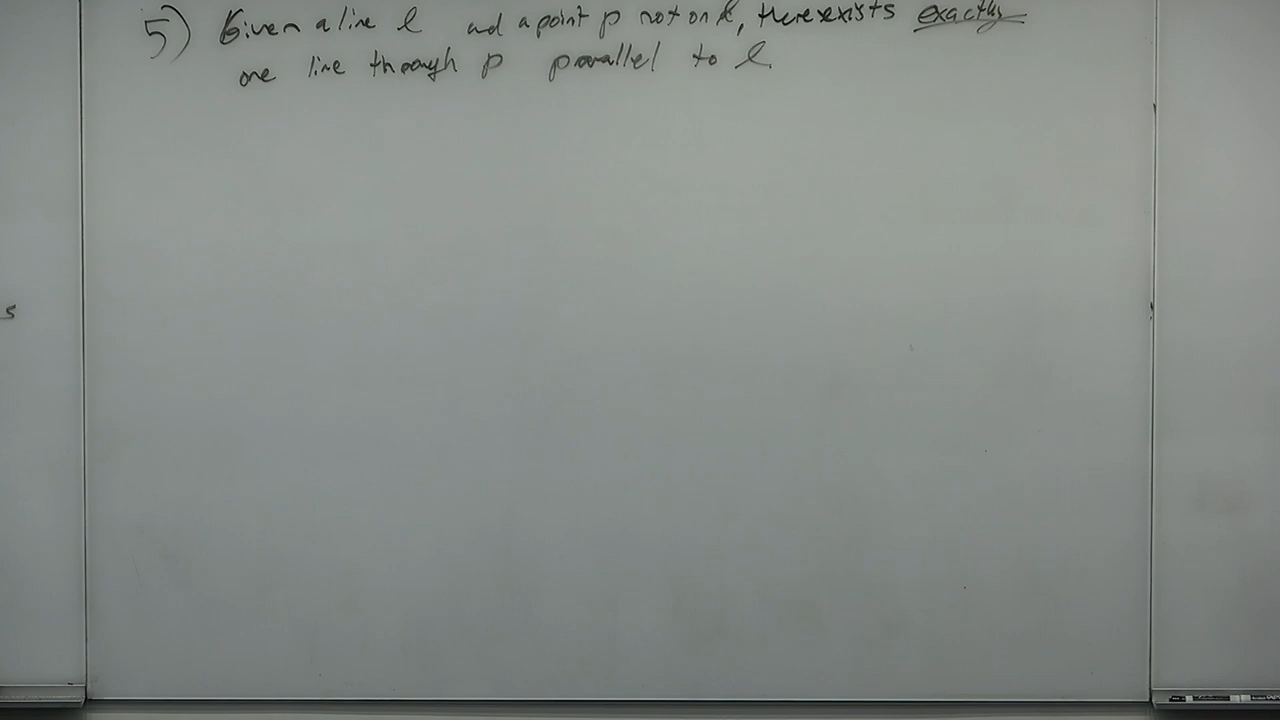 5) Given a line l and a point p not on l, there exists exactly
one line through p parallel to l.
s